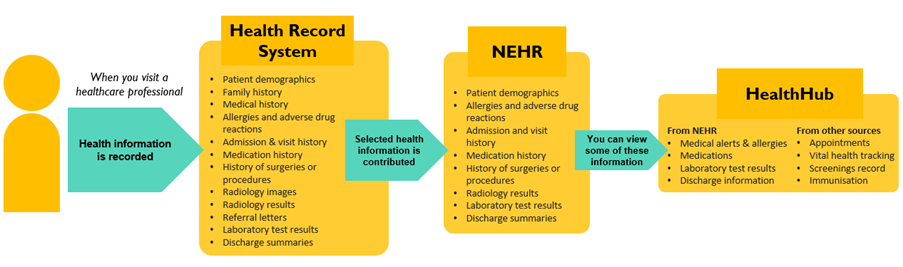 When you visit a
healthcare professional
Health information
is recorded
Health Record
System
• Patient demographics
• Family history
• Medical history
• Allergies and adverse drug
reactions
• Admission & visit history
• Medication history
• History of surgeries or
procedures
• Radiology images
• Radiology results
• Referral letters
• Laboratory test results
• Discharge summaries
Selected health
information is
contributed
NEHR
• Patient demographics
• Allergies and adverse drug
reactions
• Admission and visit
history
• Medication history
• History of surgeries or
procedures
• Radiology results
• Laboratory test results
• Discharge summaries
You can view
some of these
information
HealthHub
From NEHR
• Medical alerts & allergies
• Medications
• Laboratory test results
• Discharge information
From other sources
• Appointments
• Vital health tracking
• Screenings record
• Immunisation